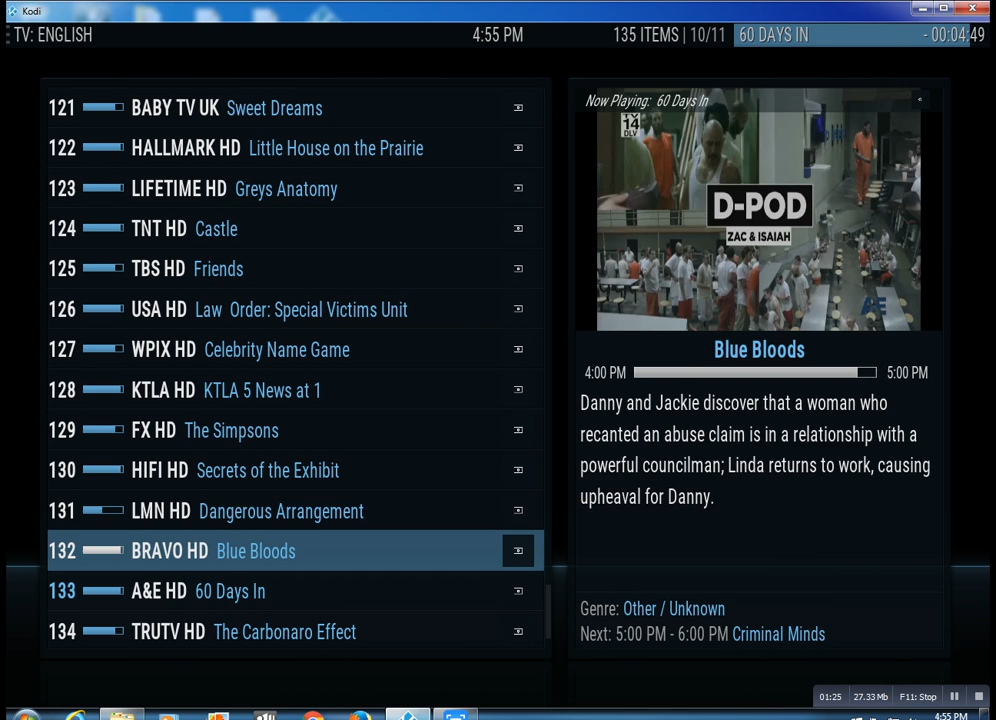 Kodi
TV: ENGLISH 4:55 PM 135 ITEMS | 10/11 60 DAYS IN - 00:04:49
121 BABY TV UK Sweet Dreams
122 HALLMARK HD Little House on the Prairie
123 LIFETIME HD Greys Anatomy
124 TNT HD Castle
125 TBS HD Friends
126 USA HD Law Order: Special Victims Unit
127 WPIX HD Celebrity Name Game
128 KTLA HD KTLA 5 News at 1
129 FX HD The Simpsons
130 HIFI HD Secrets of the Exhibit
131 LMN HD Dangerous Arrangement
132 BRAVO HD Blue Bloods
133 A&E HD 60 Days In
134 TRUTV HD The Carbonaro Effect
Now Playing: 60 Days In
TV
14
DLV
D-POD
ZAC & ISAIAH
A&E
Blue Bloods
4:00 PM 5:00 PM
Danny and Jackie discover that a woman who
recanted an abuse claim is in a relationship with a
powerful councilman; Linda returns to work, causing
upheaval for Danny.
Genre: Other / Unknown
Next: 5:00 PM - 6:00 PM Criminal Minds
01:25 27.33 Mb F11: Stop
4:55 PM